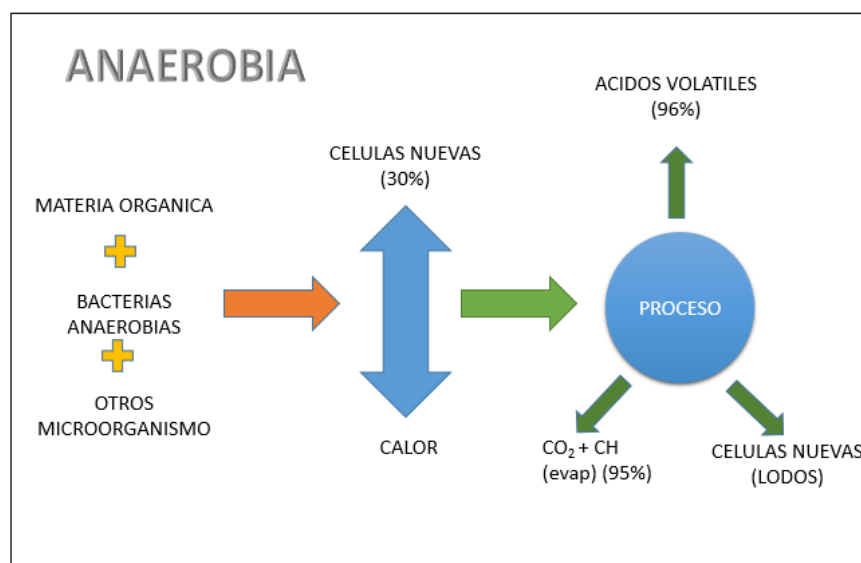 ANAEROBIA
MATERIA ORGANICA
BACTERIAS
ANAEROBIAS
OTROS
MICROORGANISMO
CELULAS NUEVAS
(30%)
CALOR
ACIDOS VOLATILES
(96%)
PROCESO
CO₂ + CH
(evap) (95%)
CELULAS NUEVAS
(LODOS)